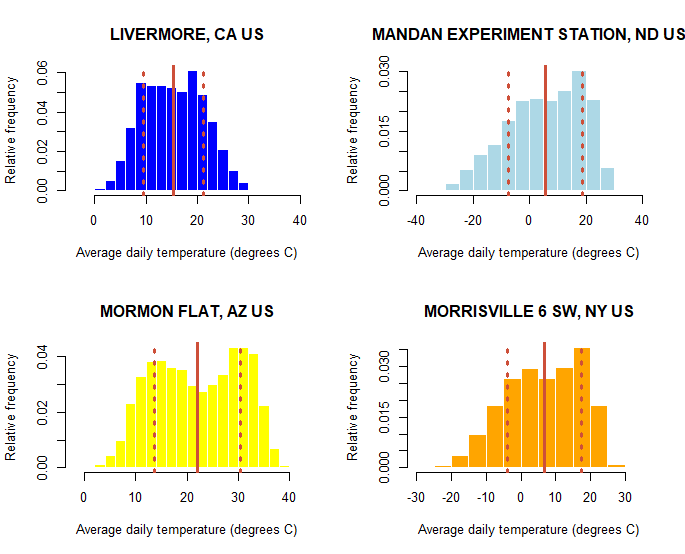 LIVERMORE, CA US
Relative frequency
0.00 0.02 0.04 0.06
0 10 20 30 40
Average daily temperature (degrees C)
MANDAN EXPERIMENT STATION, ND US
Relative frequency
0.000 0.015 0.030
-40 -20 0 20 40
Average daily temperature (degrees C)
MORMON FLAT, AZ US
Relative frequency
0.00 0.02 0.04
0 10 20 30 40
Average daily temperature (degrees C)
MORRISVILLE 6 SW, NY US
Relative frequency
0.000 0.015 0.030
-30 -20 -10 0 10 20 30
Average daily temperature (degrees C)